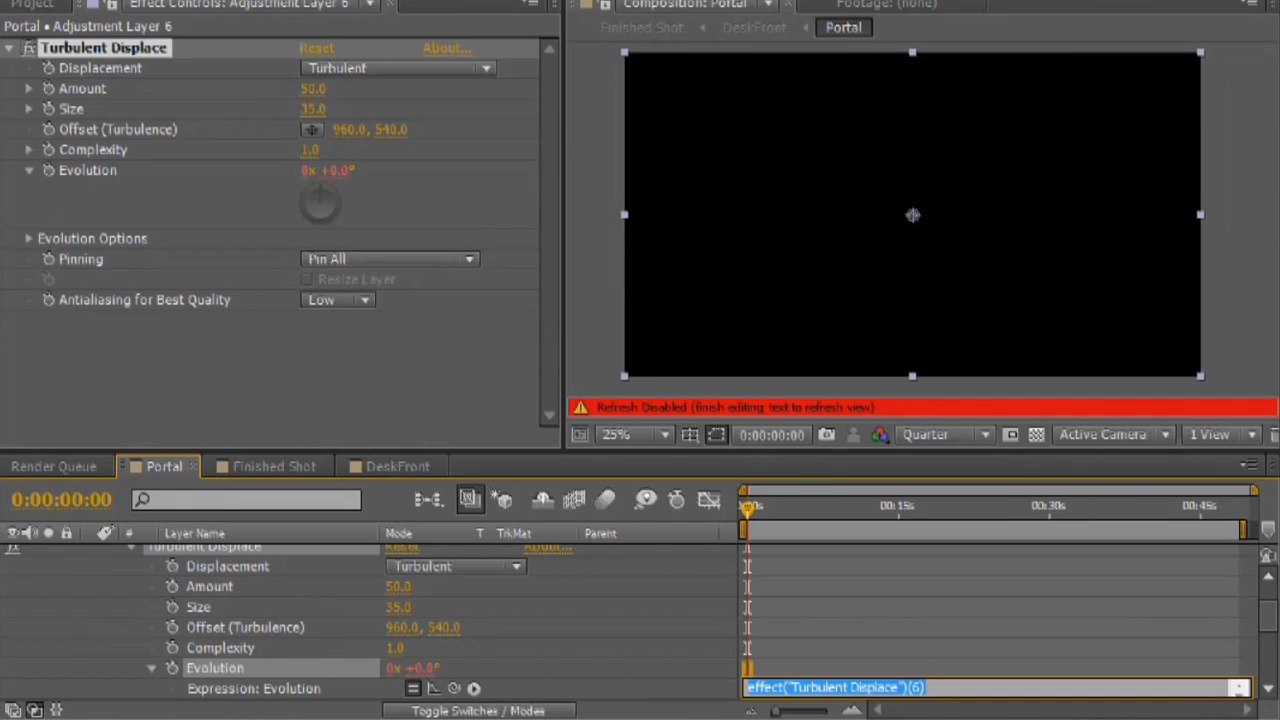 Project
Effect Controls: Adjustment Layer 6
Composition: Portal
Footage: (none)
Portal • Adjustment Layer 6
Finished Shot
DeskFront
Portal
fx Turbulent Displace Reset About...
Displacement Turbulent
Amount 50.0
Size 35.0
Offset (Turbulence) 960.0, 540.0
Complexity 1.0
Evolution 0x +0.0°
Evolution Options
Pinning Pin All
Resize Layer
Antialiasing for Best Quality Low
Refresh Disabled (finish editing text to refresh view)
25% 0:00:00:00 Quarter Active Camera 1 View
Render Queue Portal Finished Shot DeskFront
0:00:00:00
00:15s 00:30s 00:45s
# Layer Name Mode T TrkMat Parent
Turbulent Displace Reset About...
Displacement Turbulent
Amount 50.0
Size 35.0
Offset (Turbulence) 960.0, 540.0
Complexity 1.0
Evolution 0x +0.0°
Expression: Evolution effect("Turbulent Displace")(6)
Toggle Switches / Modes